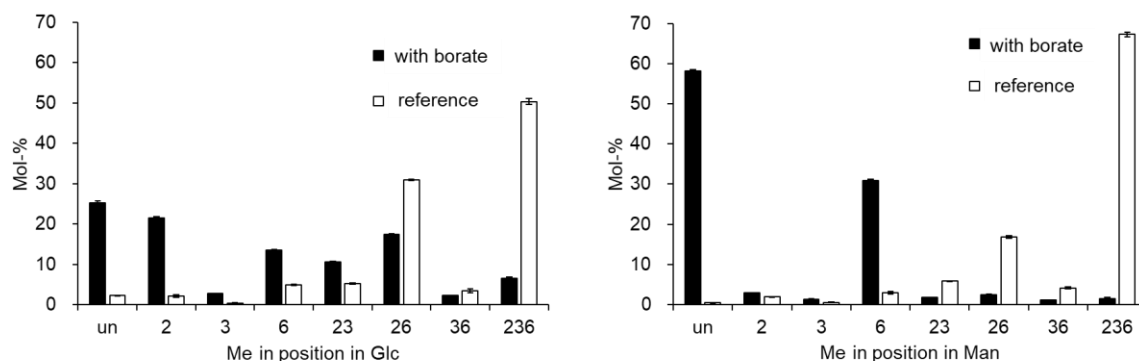 70
60
50
40
30
20
10
0
Mol-%
with borate
reference
un 2 3 6 23 26 36 236
Me in position in Glc
70
60
50
40
30
20
10
0
Mol-%
with borate
reference
un 2 3 6 23 26 36 236
Me in position in Man